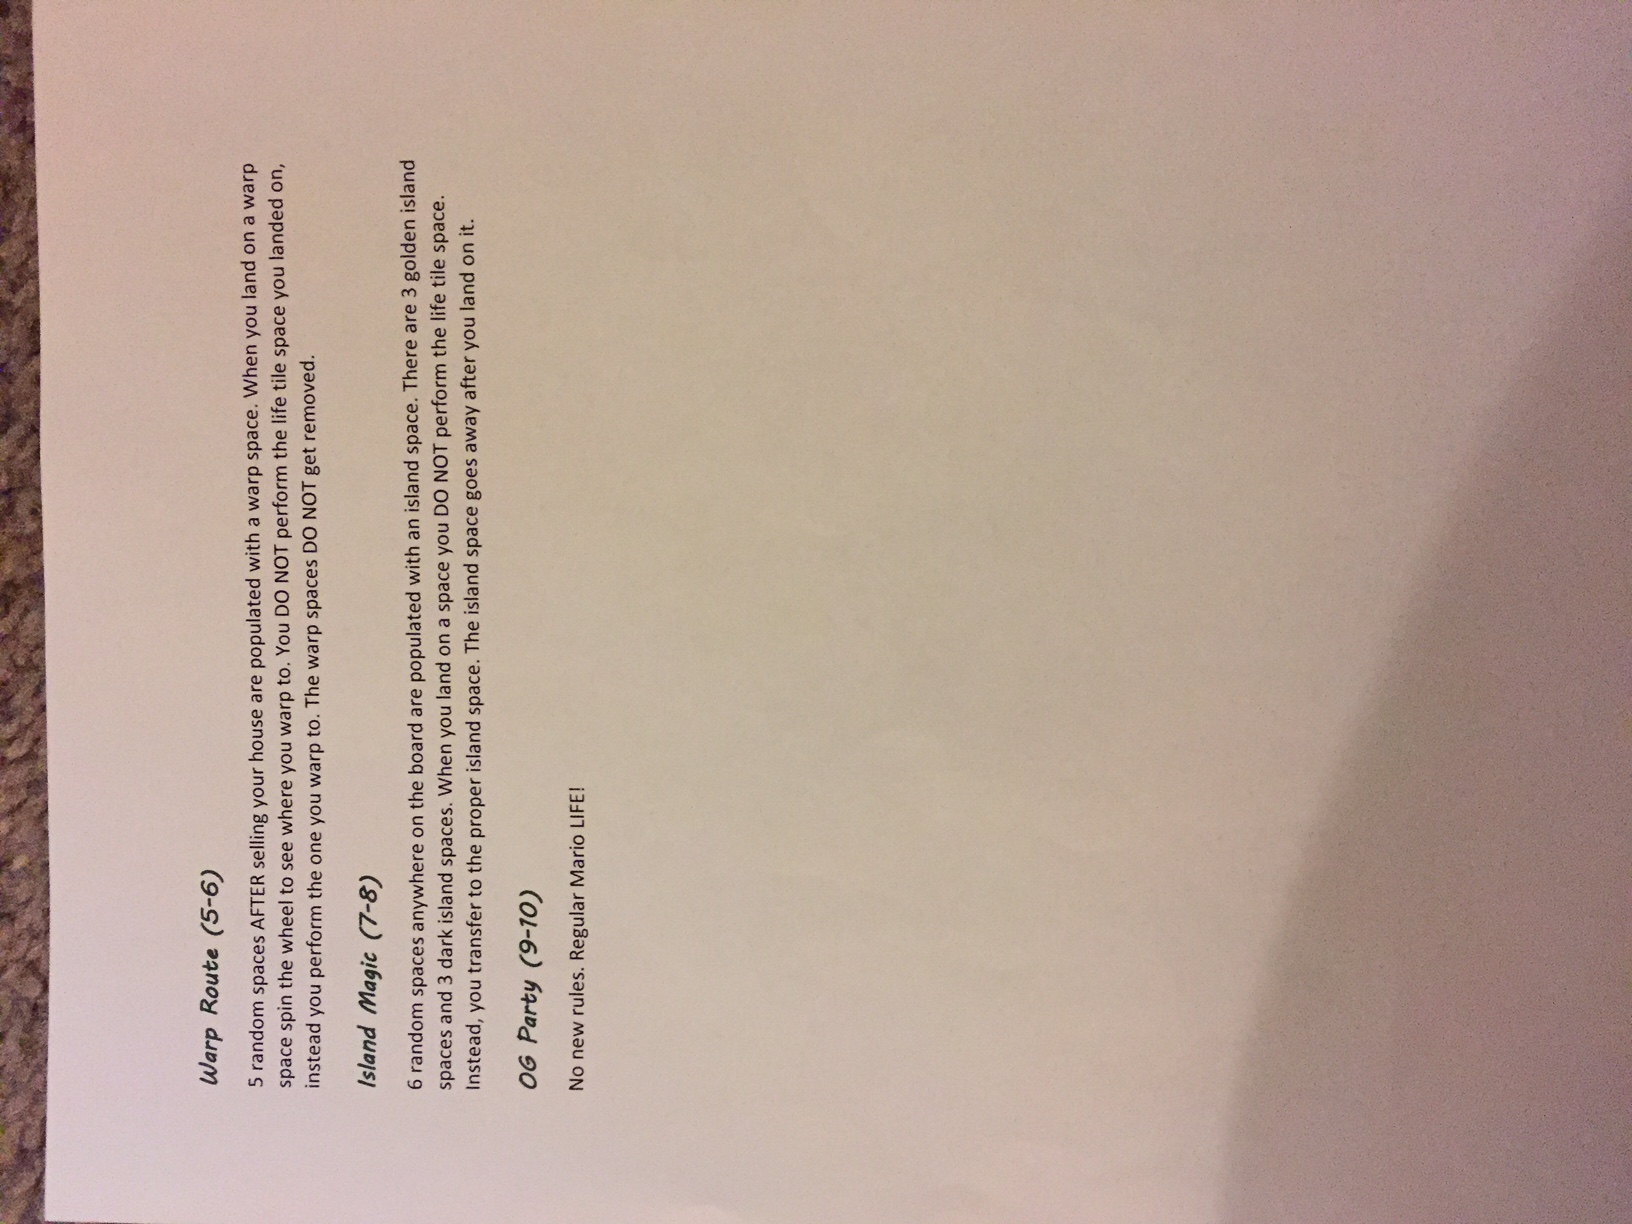 Warp Route (5-6)
5 random spaces AFTER selling your house are populated with a warp space. When you land on a warp
space spin the wheel to see where you warp to. You DO NOT perform the life tile space you landed on,
instead you perform the one you warp to. The warp spaces DO NOT get removed.
Island Magic (7-8)
6 random spaces anywhere on the board are populated with an island space. There are 3 golden island
spaces and 3 dark island spaces. When you land on a space you DO NOT perform the life tile space.
Instead, you transfer to the proper island space. The island space goes away after you land on it.
OG Party (9-10)
No new rules. Regular Mario LIFE!